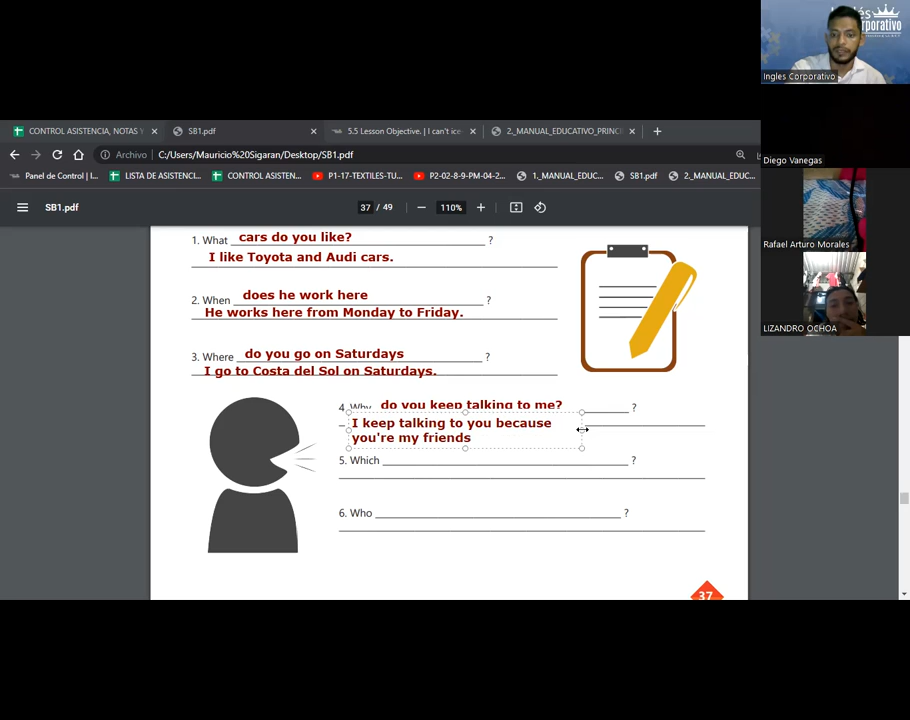 Inglés
Corporativo
Ingles Corporativo
CONTROL ASISTENCIA, NOTAS Y
SB1.pdf
5.5 Lesson Objective. | I can't ice
2._MANUAL_EDUCATIVO_PRINCI
Diego Vanegas
Archivo
C:/Users/Mauricio%20Sigaran/Desktop/SB1.pdf
Panel de Control | I...
LISTA DE ASISTENCI...
CONTROL ASISTEN...
P1-17-TEXTILES-TU...
P2-02-8-9-PM-04-2...
1._MANUAL_EDUC...
SB1.pdf
2._MANUAL_EDUC...
SB1.pdf
37 / 49
110%
Rafael Arturo Morales
LIZANDRO OCHOA
1. What cars do you like? ?
I like Toyota and Audi cars.
2. When does he work here ?
He works here from Monday to Friday.
3. Where do you go on Saturdays ?
I go to Costa del Sol on Saturdays.
4. Why do you keep talking to me? ?
I keep talking to you because
you're my friends
5. Which ?
6. Who ?
37